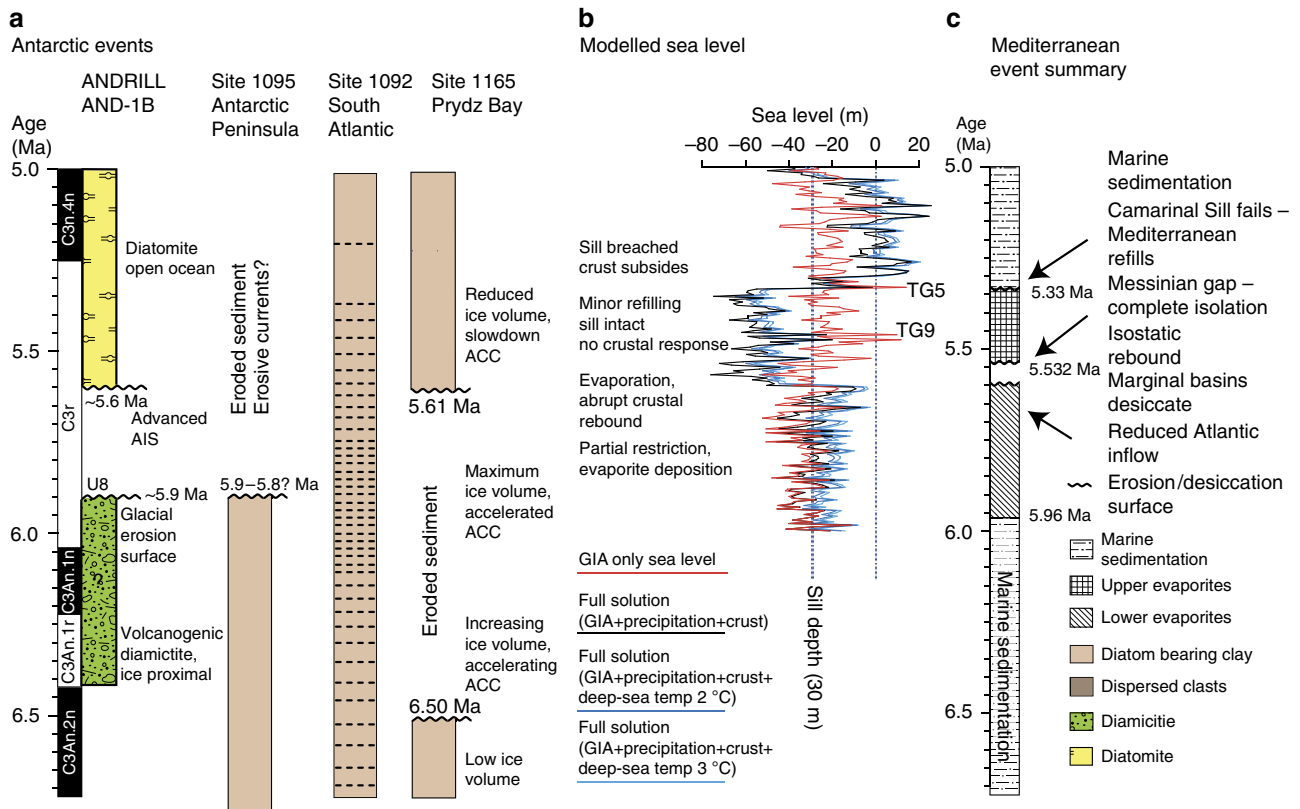 a
Antarctic events
ANDRILL
AND-1B
Site 1095
Antarctic
Peninsula
Site 1092
South
Atlantic
Site 1165
Prydz Bay
Age
(Ma)
5.0
5.5
6.0
6.5
C3n.4n
C3r
C3An.1n
C3An.1r
C3An.2n
Diatomite
open ocean
~5.6 Ma
Advanced
AIS
U8
~5.9 Ma
Glacial
erosion
surface
?
Volcanogenic
diamictite,
ice proximal
Eroded sediment
Erosive currents?
5.9–5.8? Ma
Reduced
ice volume,
slowdown
ACC
5.61 Ma
Maximum
ice volume,
accelerated
ACC
Eroded sediment
Increasing
ice volume,
accelerating
ACC
6.50 Ma
Low ice
volume
b
Modelled sea level
Sea level (m)
–80 –60 –40 –20 0 20
Sill breached
crust subsides
TG5
Minor refilling
sill intact
no crustal response
TG9
Evaporation,
abrupt crustal
rebound
Partial restriction,
evaporite deposition
GIA only sea level
Full solution
(GIA+precipitation+crust)
Full solution
(GIA+precipitation+crust+
deep-sea temp 2 °C)
Full solution
(GIA+precipitation+crust+
deep-sea temp 3 °C)
Sill depth (30 m)
c
Mediterranean
event summary
Age
(Ma)
5.0
5.5
6.0
6.5
Marine
sedimentation
Camarinal Sill fails –
Mediterranean
refills
5.33 Ma
Messinian gap –
complete isolation
Isostatic
rebound
5.532 Ma
Marginal basins
desiccate
Reduced Atlantic
inflow
Erosion/desiccation
surface
5.96 Ma
Marine sedimentation
Marine
sedimentation
Upper evaporites
Lower evaporites
Diatom bearing clay
Dispersed clasts
Diamicitie
Diatomite